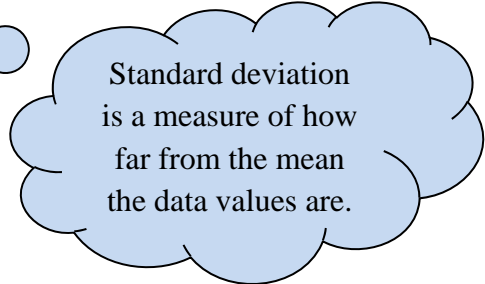 Standard deviation
is a measure of how
far from the mean
the data values are.